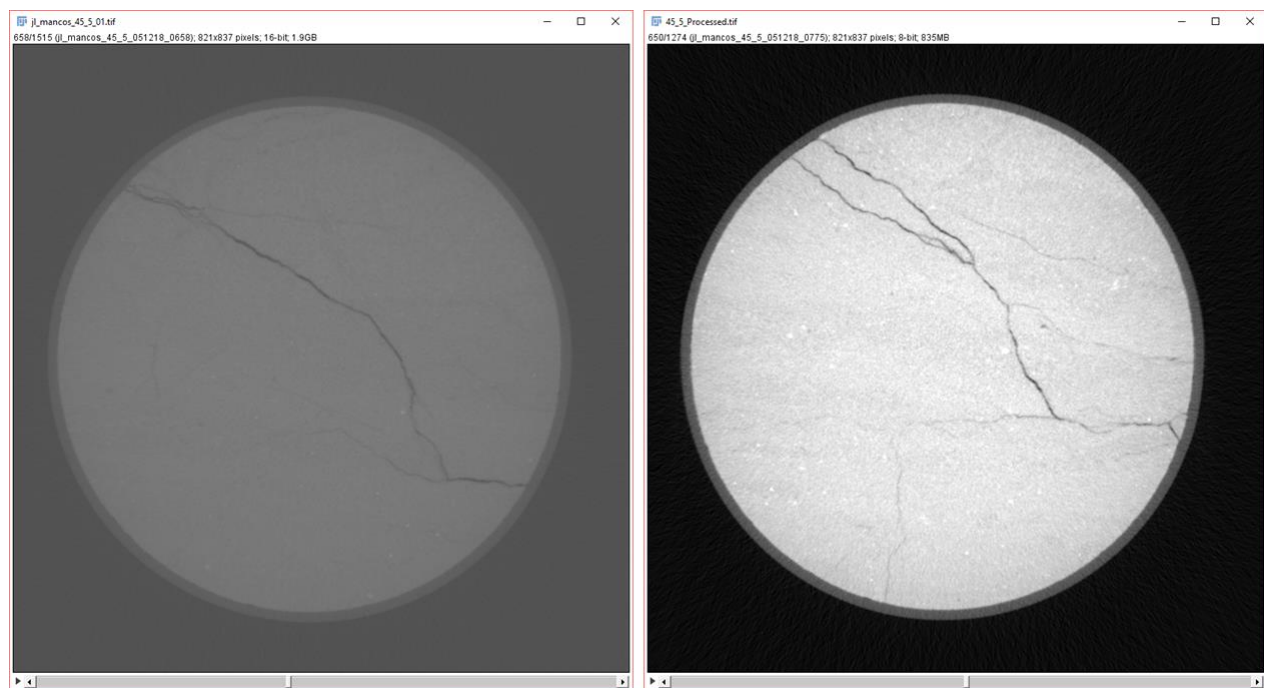 jl_mancos_45_5_01.tif
658/1515 (jl_mancos_45_5_051218_0658); 821x837 pixels; 16-bit; 1.9GB
45_5_Processed.tif
650/1274 (jl_mancos_45_5_051218_0775); 821x837 pixels; 8-bit; 835MB